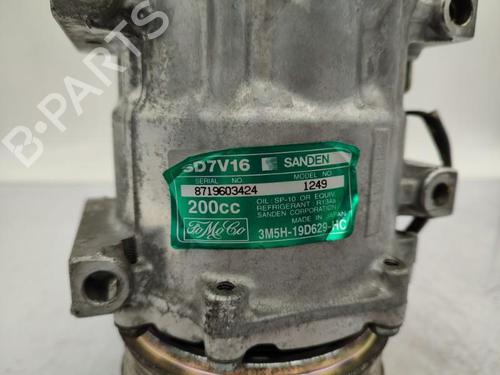 SD7V16 SANDEN
SERIAL NO. MODEL NO.
8719603424 1249
200cc
OIL: SP-10 OR EQUIV.
REFRIGERANT: R134a
SANDEN CORPORATION
MADE IN JAPAN
FoMoCo
3M5H-19D629-HC